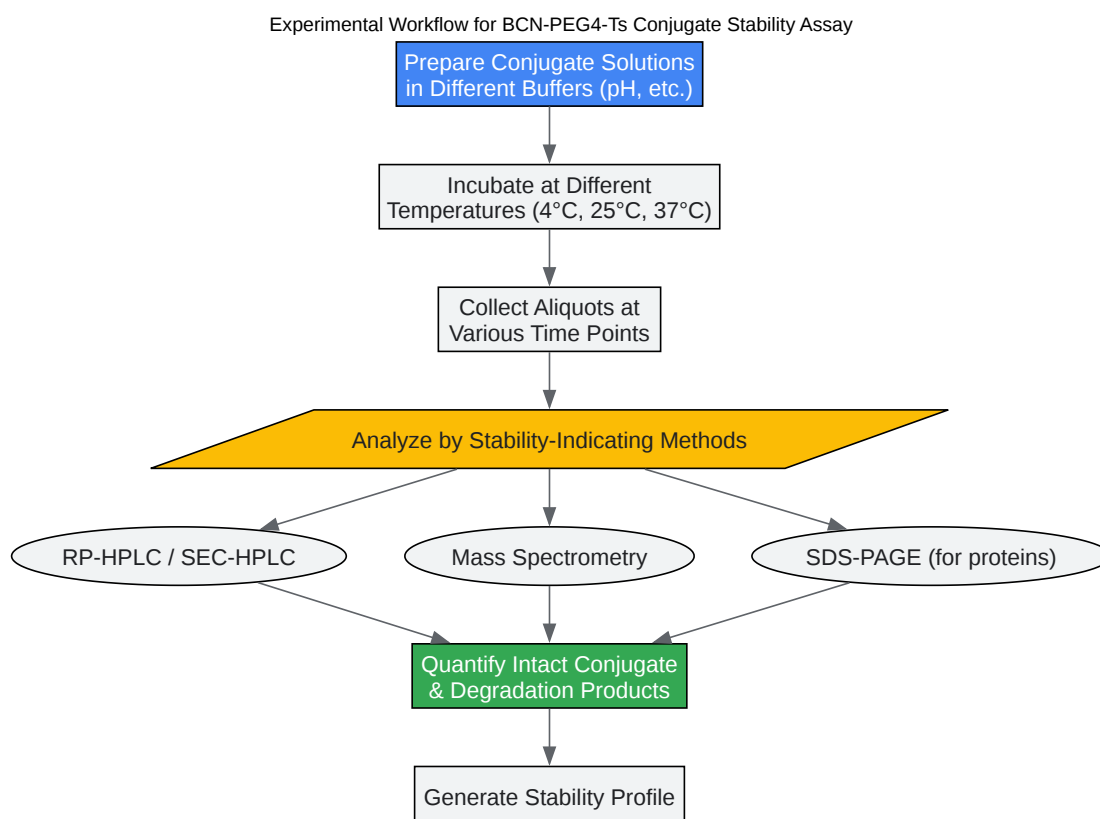 Experimental Workflow for BCN-PEG4-Ts Conjugate Stability Assay
Prepare Conjugate Solutions
in Different Buffers (pH, etc.)
Incubate at Different
Temperatures (4°C, 25°C, 37°C)
Collect Aliquots at
Various Time Points
Analyze by Stability-Indicating Methods
RP-HPLC / SEC-HPLC
Mass Spectrometry
SDS-PAGE (for proteins)
Quantify Intact Conjugate
& Degradation Products
Generate Stability Profile